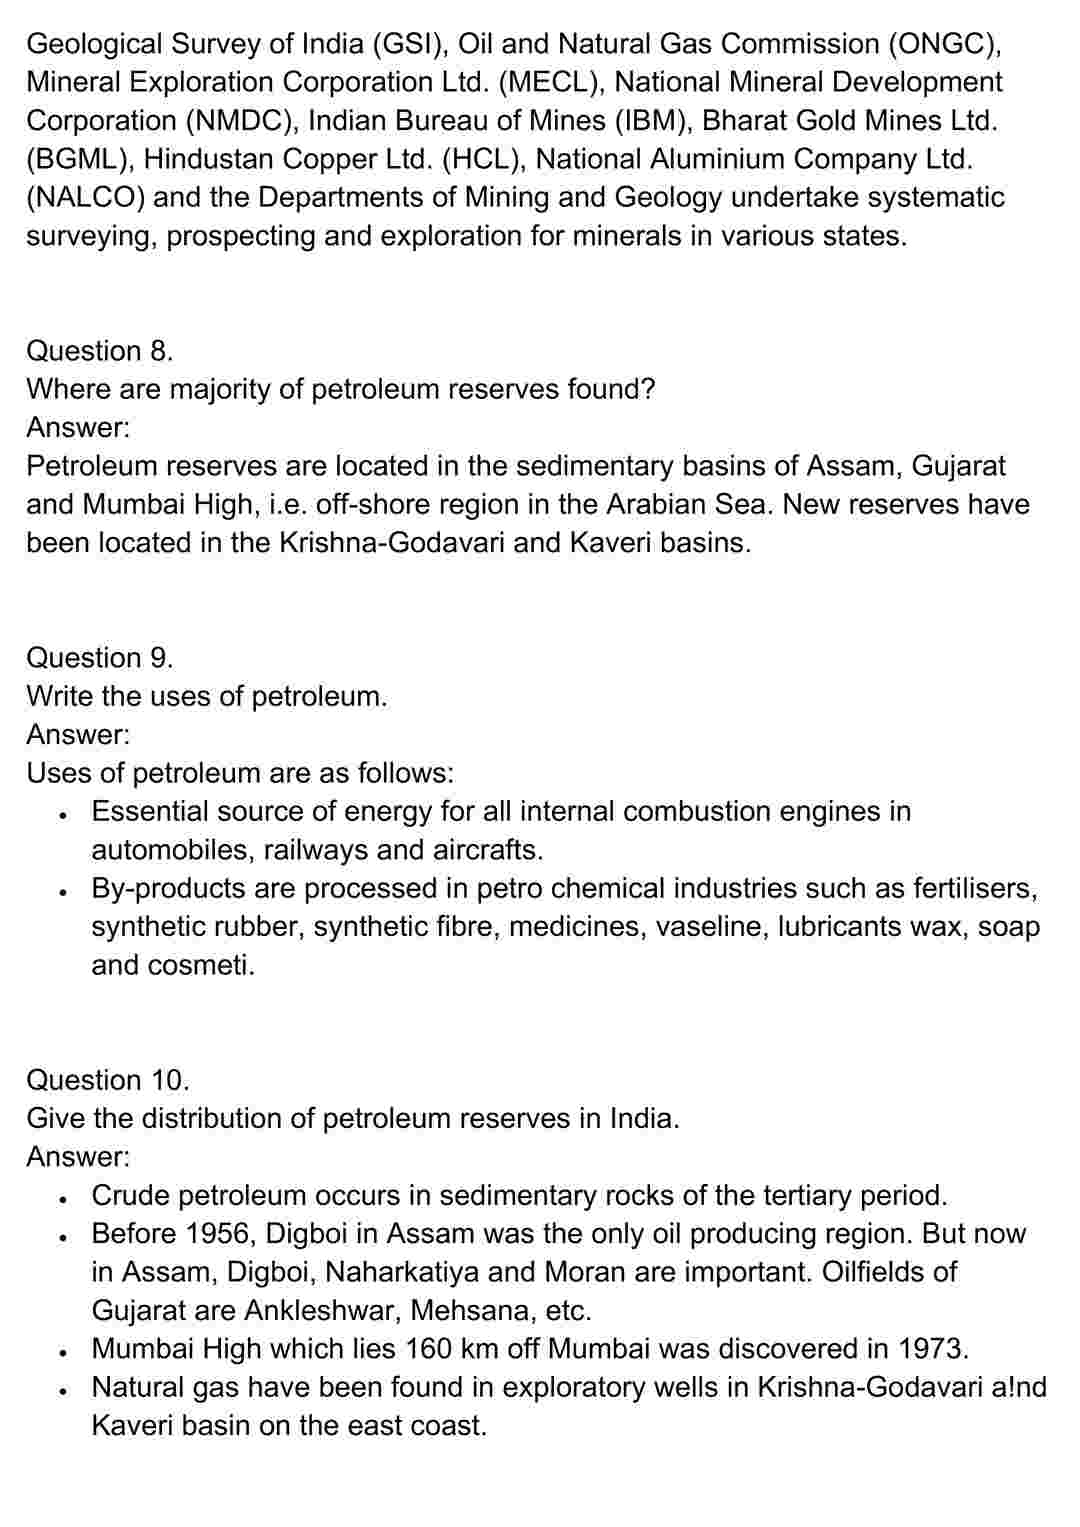 Geological Survey of India (GSI), Oil and Natural Gas Commission (ONGC),
Mineral Exploration Corporation Ltd. (MECL), National Mineral Development
Corporation (NMDC), Indian Bureau of Mines (IBM), Bharat Gold Mines Ltd.
(BGML), Hindustan Copper Ltd. (HCL), National Aluminium Company Ltd.
(NALCO) and the Departments of Mining and Geology undertake systematic
surveying, prospecting and exploration for minerals in various states.
Question 8.
Where are majority of petroleum reserves found?
Answer:
Petroleum reserves are located in the sedimentary basins of Assam, Gujarat
and Mumbai High, i.e. off-shore region in the Arabian Sea. New reserves have
been located in the Krishna-Godavari and Kaveri basins.
Question 9.
Write the uses of petroleum.
Answer:
Uses of petroleum are as follows:
• Essential source of energy for all internal combustion engines in
automobiles, railways and aircrafts.
• By-products are processed in petro chemical industries such as fertilisers,
synthetic rubber, synthetic fibre, medicines, vaseline, lubricants wax, soap
and cosmeti.
Question 10.
Give the distribution of petroleum reserves in India.
Answer:
• Crude petroleum occurs in sedimentary rocks of the tertiary period.
• Before 1956, Digboi in Assam was the only oil producing region. But now
in Assam, Digboi, Naharkatiya and Moran are important. Oilfields of
Gujarat are Ankleshwar, Mehsana, etc.
• Mumbai High which lies 160 km off Mumbai was discovered in 1973.
• Natural gas have been found in exploratory wells in Krishna-Godavari a!nd
Kaveri basin on the east coast.